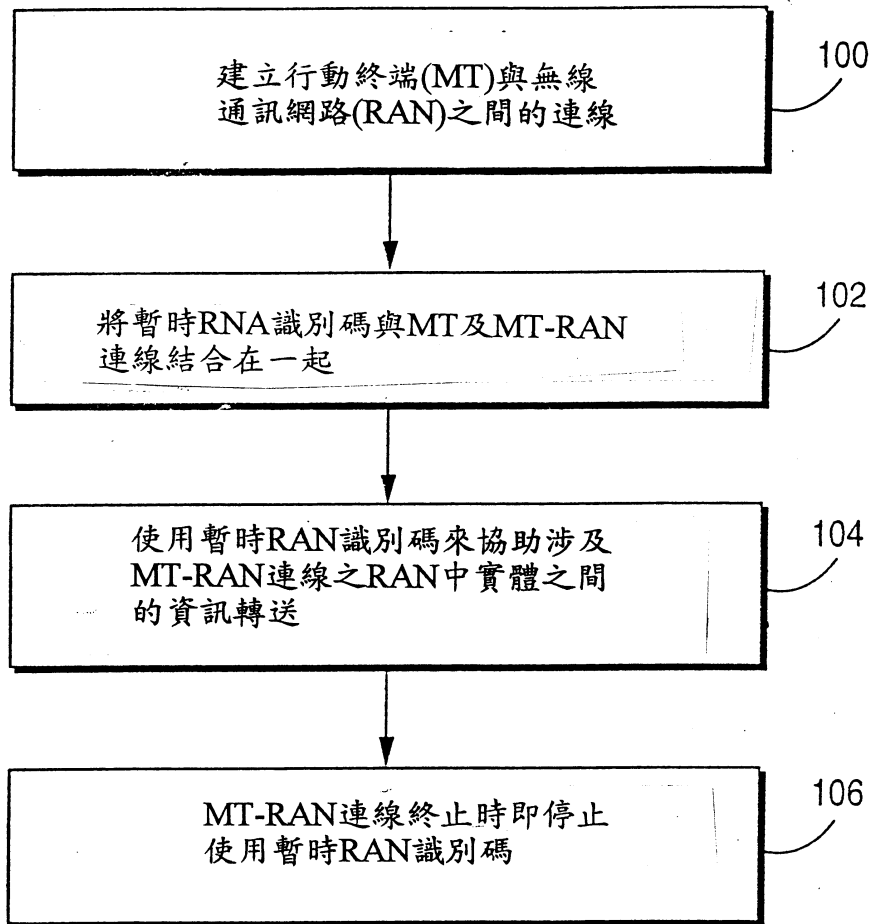 建立行動終端(MT)與無線
通訊網路(RAN)之間的連線
100
將暫時RNA識別碼與MT及MT-RAN
連線結合在一起
102
使用暫時RAN識別碼來協助涉及
MT-RAN連線之RAN中實體之間
的資訊轉送
104
MT-RAN連線終止時即停止
使用暫時RAN識別碼
106